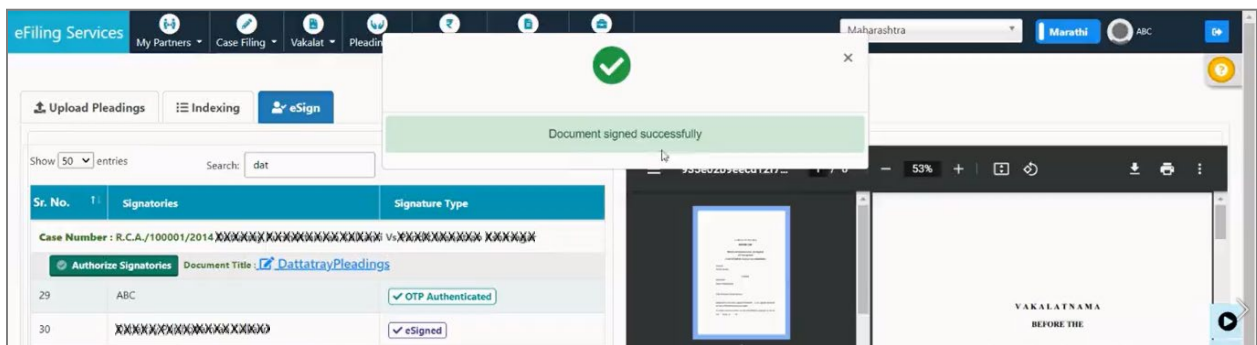 eFiling Services
My Partners
Case Filing
Vakalat
Pleadin
Maharashtra
Marathi
ABC
Document signed successfully
Upload Pleadings
Indexing
eSign
Show 50 entries
Search: dat
53%
Sr. No.
Signatories
Signature Type
Case Number : R.C.A./100001/2014
Vs
Authorize Signatories
Document Title :
DattatrayPleadings
29
ABC
OTP Authenticated
30
eSigned
VAKALATNAMA
BEFORE THE